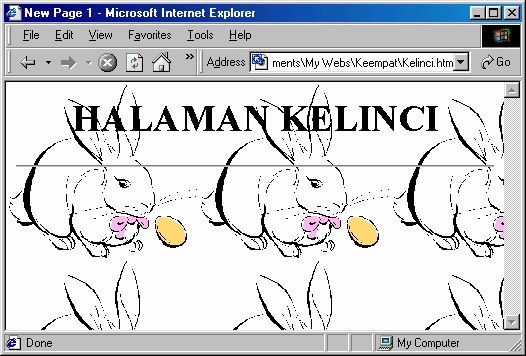 New Page 1 - Microsoft Internet Explorer
File Edit View Favorites Tools Help
» Address ments\My Webs\Keempat\Kelinci.htm Go
HALAMAN KELINCI
Done My Computer